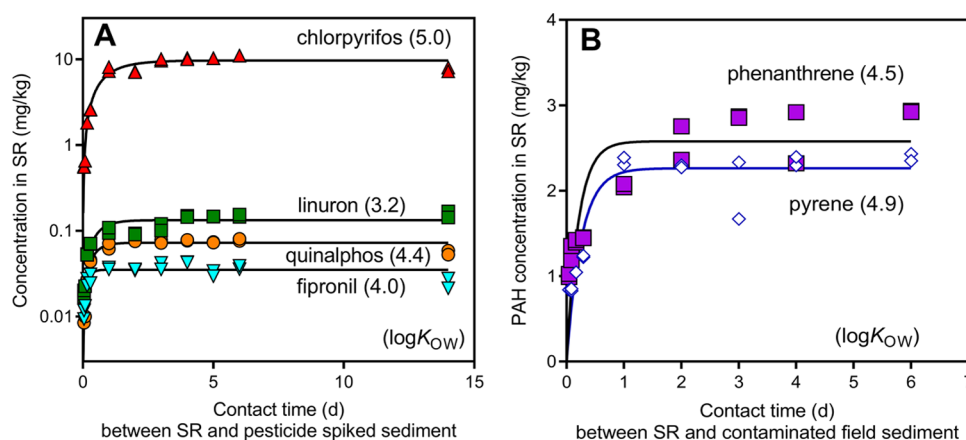 A
chlorpyrifos (5.0)
linuron (3.2)
quinalphos (4.4)
fipronil (4.0)
(logKOW)
Concentration in SR (mg/kg)
10
1
0.1
0.01
0
5
10
15
Contact time (d)
between SR and pesticide spiked sediment
B
phenanthrene (4.5)
pyrene (4.9)
(logKOW)
PAH concentration in SR (mg/kg)
4
3
2
1
0
0
1
2
3
4
5
6
7
Contact time (d)
between SR and contaminated field sediment